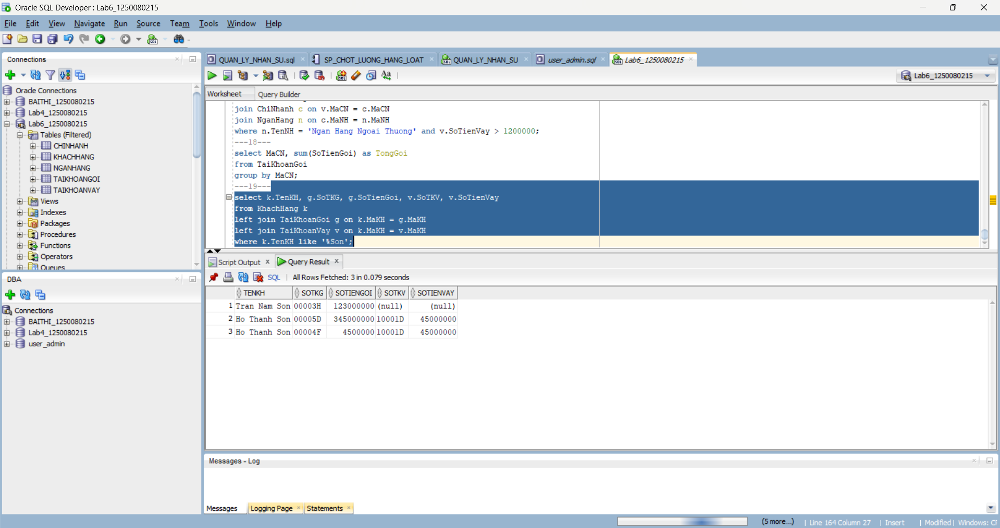 Oracle SQL Developer : Lab6_1250080215
File Edit View Navigate Run Source Team Tools Window Help
Connections
Oracle Connections
BAITHI_1250080215
Lab4_1250080215
Lab6_1250080215
Tables (Filtered)
CHINHANH
KHACHHANG
NGANHANG
TAIKHOANGOI
TAIKHOANVAY
Views
Indexes
Packages
Procedures
Functions
Operators
Queues
DBA
Connections
BAITHI_1250080215
Lab4_1250080215
user_admin
QUAN_LY_NHAN_SU.sql SP_CHOT_LUONG_HANG_LOAT QUAN_LY_NHAN_SU user_admin.sql Lab6_1250080215
Lab6_1250080215
Worksheet Query Builder
join ChiNhanh c on v.MaCN = c.MaCN
join NganHang n on c.MaNH = n.MaNH
where n.TenNH = 'Ngan Hang Ngoai Thuong' and v.SoTienVay > 1200000;
---18---
select MaCN, sum(SoTienGoi) as TongGoi
from TaiKhoanGoi
group by MaCN;
---19---
select k.TenKH, g.SoTKG, g.SoTienGoi, v.SoTKV, v.SoTienVay
from KhachHang k
left join TaiKhoanGoi g on k.MaKH = g.MaKH
left join TaiKhoanVay v on k.MaKH = v.MaKH
where k.TenKH like '%Son';
Script Output Query Result
SQL All Rows Fetched: 3 in 0.079 seconds
TENKH SOTKG SOTIENGOI SOTKV SOTIENVAY
1 Tran Nam Son 00003H 123000000 (null) (null)
2 Ho Thanh Son 00005D 345000000 10001D 45000000
3 Ho Thanh Son 00004F 4500000 10001D 45000000
Messages - Log
Messages Logging Page Statements
(5 more...) Line 164 Column 27 Insert Modified Windows: